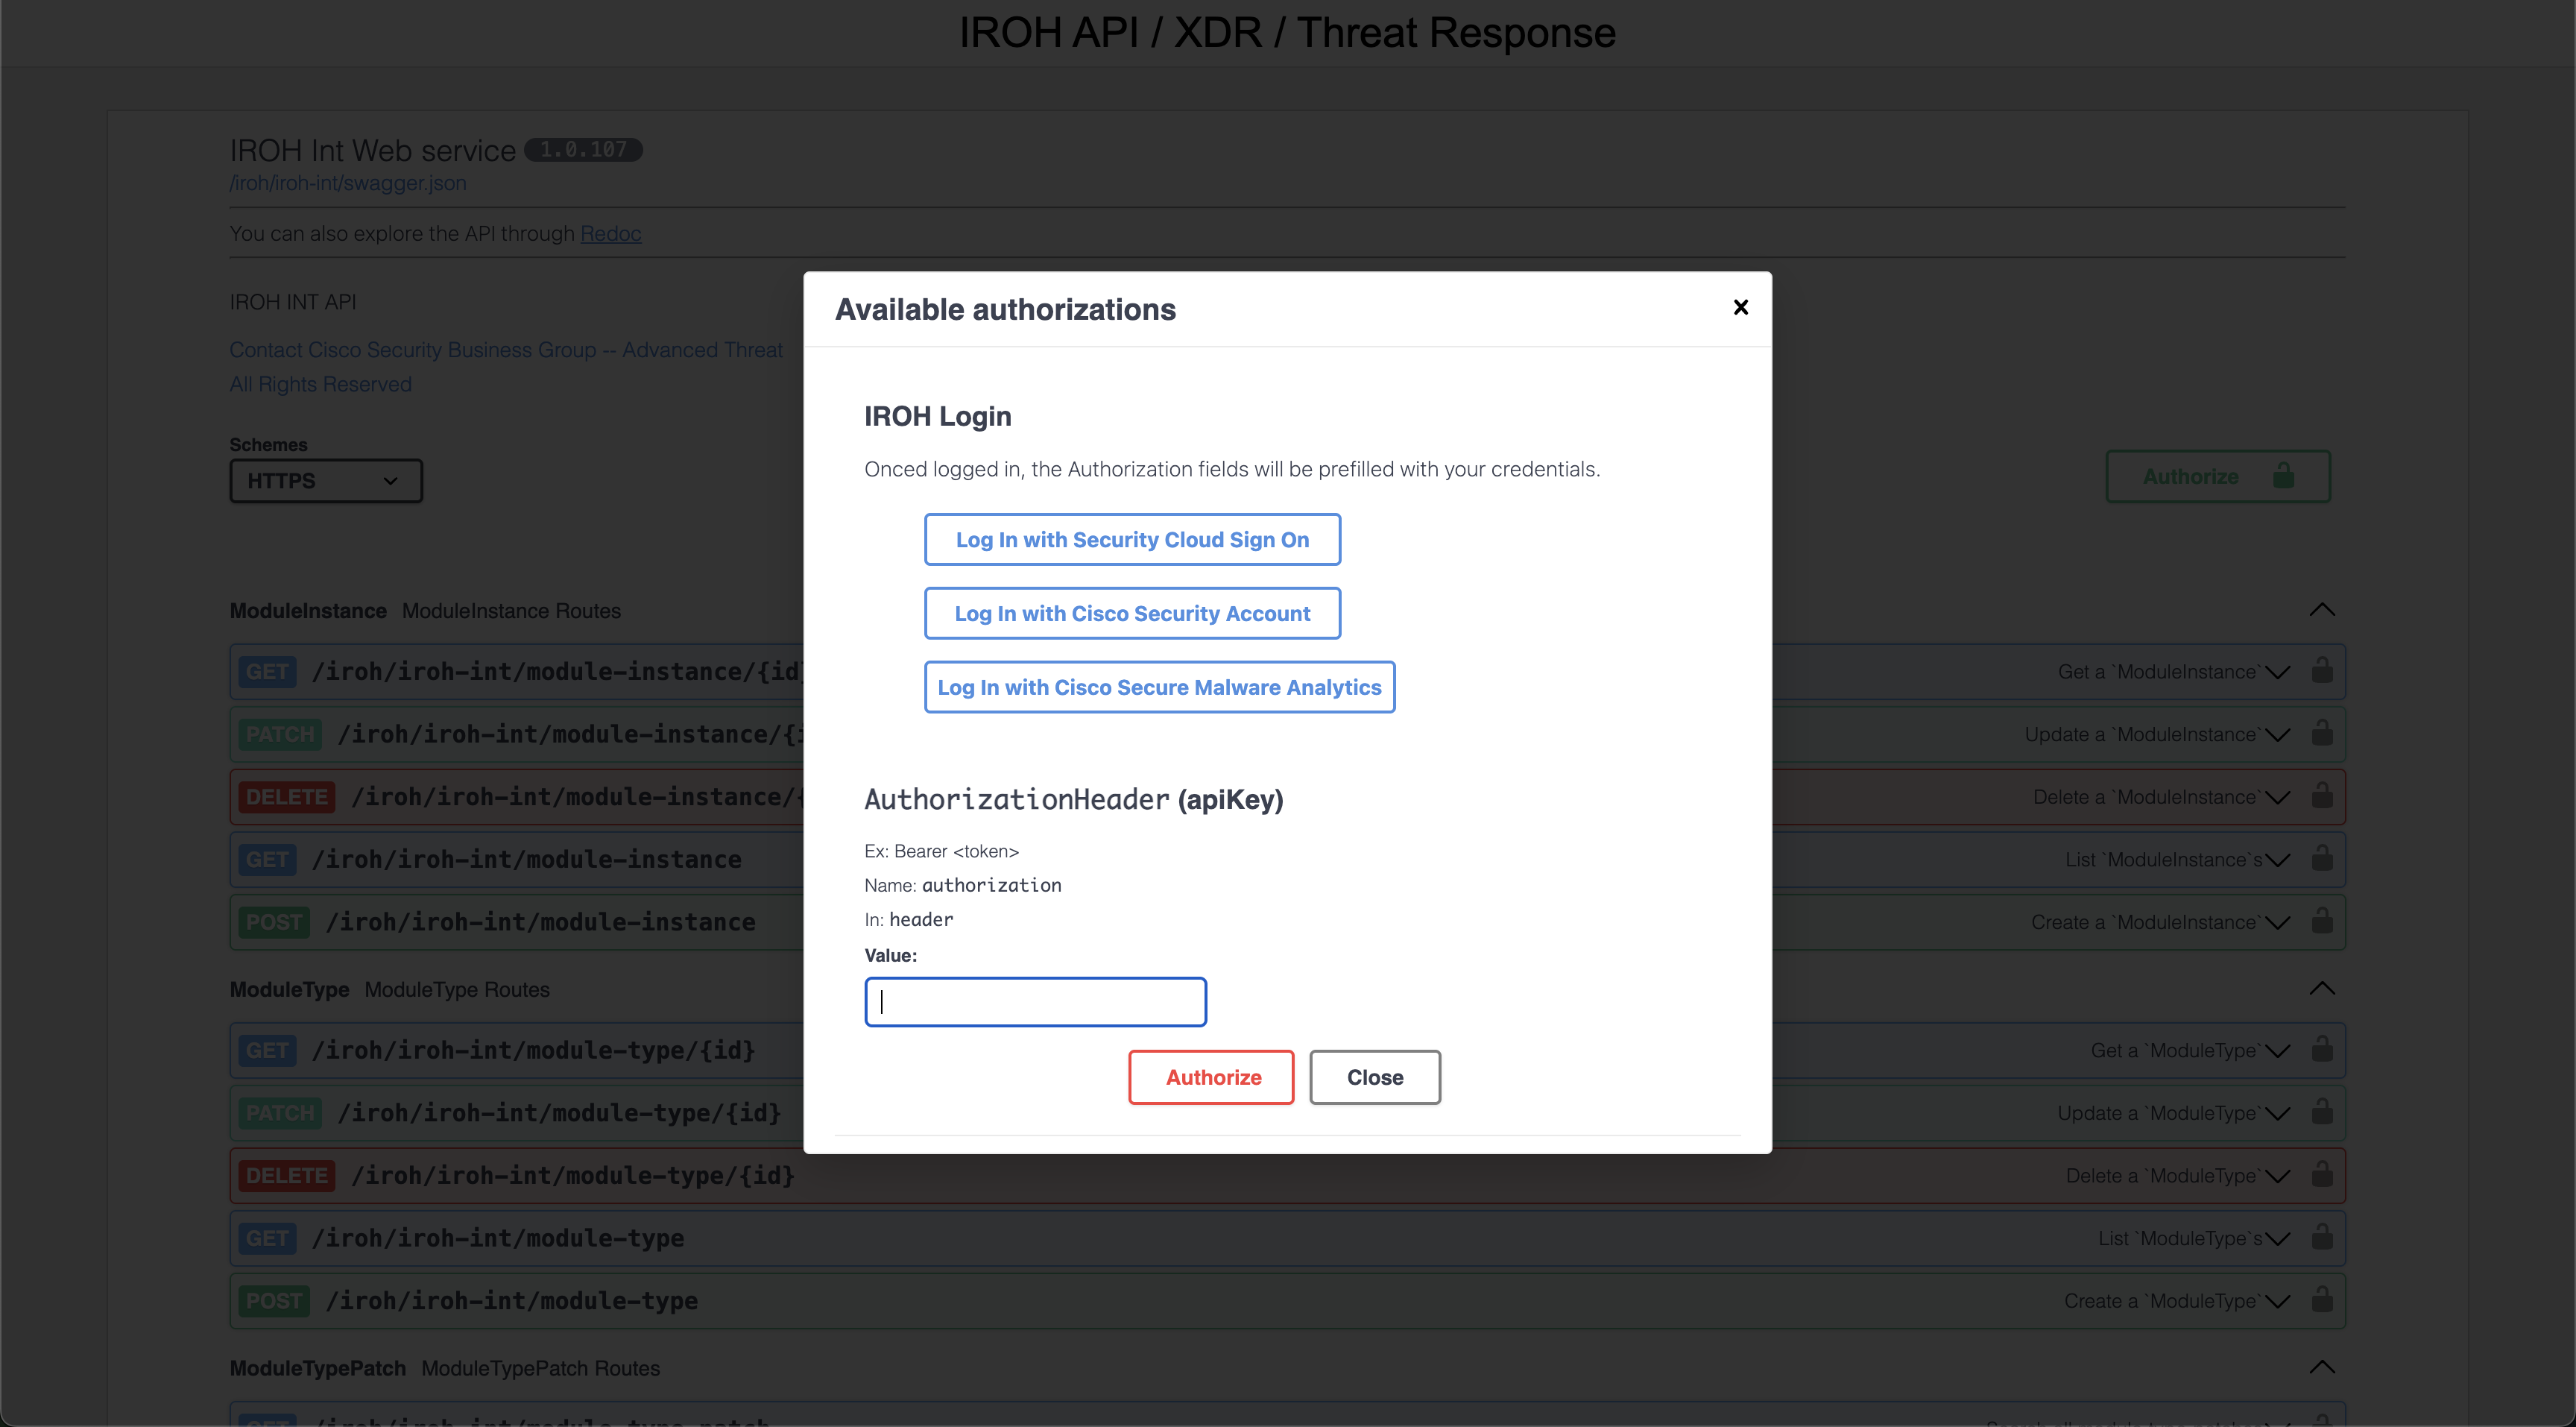 IROH API / XDR / Threat Response
IROH Int Web service 1.0.107
/iroh/iroh-int/swagger.json
You can also explore the API through Redoc
IROH INT API
Contact Cisco Security Business Group -- Advanced Threat
All Rights Reserved
Schemes
HTTPS
Authorize
Available authorizations
IROH Login
Onced logged in, the Authorization fields will be prefilled with your credentials.
Log In with Security Cloud Sign On
Log In with Cisco Security Account
Log In with Cisco Secure Malware Analytics
AuthorizationHeader (apiKey)
Ex: Bearer <token>
Name: authorization
In: header
Value:
Authorize Close
ModuleInstance ModuleInstance Routes
GET /iroh/iroh-int/module-instance/{id Get a `ModuleInstance`
PATCH /iroh/iroh-int/module-instance/{i Update a `ModuleInstance`
DELETE /iroh/iroh-int/module-instance/{ Delete a `ModuleInstance`
GET /iroh/iroh-int/module-instance List `ModuleInstance`s
POST /iroh/iroh-int/module-instance Create a `ModuleInstance`
ModuleType ModuleType Routes
GET /iroh/iroh-int/module-type/{id} Get a `ModuleType`
PATCH /iroh/iroh-int/module-type/{id} Update a `ModuleType`
DELETE /iroh/iroh-int/module-type/{id} Delete a `ModuleType`
GET /iroh/iroh-int/module-type List `ModuleType`s
POST /iroh/iroh-int/module-type Create a `ModuleType`
ModuleTypePatch ModuleTypePatch Routes